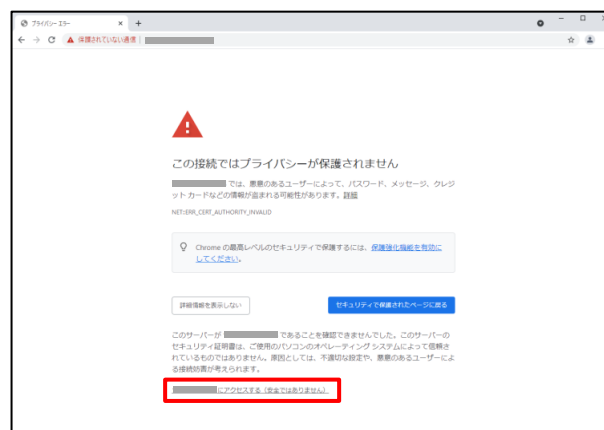 プライバシー エラー
保護されていない通信
この接続ではプライバシーが保護されません
では、悪意のあるユーザーによって、パスワード、メッセージ、クレジ
ット カードなどの情報が盗まれる可能性があります。詳細
NET::ERR_CERT_AUTHORITY_INVALID
Chrome の最高レベルのセキュリティで保護するには、保護強化機能を有効に
してください。
詳細情報を表示しない
セキュリティで保護されたページに戻る
このサーバーが であることを確認できませんでした。このサーバーの
セキュリティ証明書は、ご使用のパソコンのオペレーティング システムによって信頼さ
れているものではありません。原因としては、不適切な設定や、悪意のあるユーザーによ
る接続妨害が考えられます。
にアクセスする（安全ではありません）